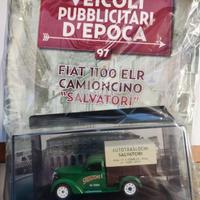 VEICOLI
PUBBLICITARI
D'EPOCA
97
FIAT 1100 ELR
CAMIONCINO
"SALVATORI"
AUTOTRASLOCHI
SALVATORI